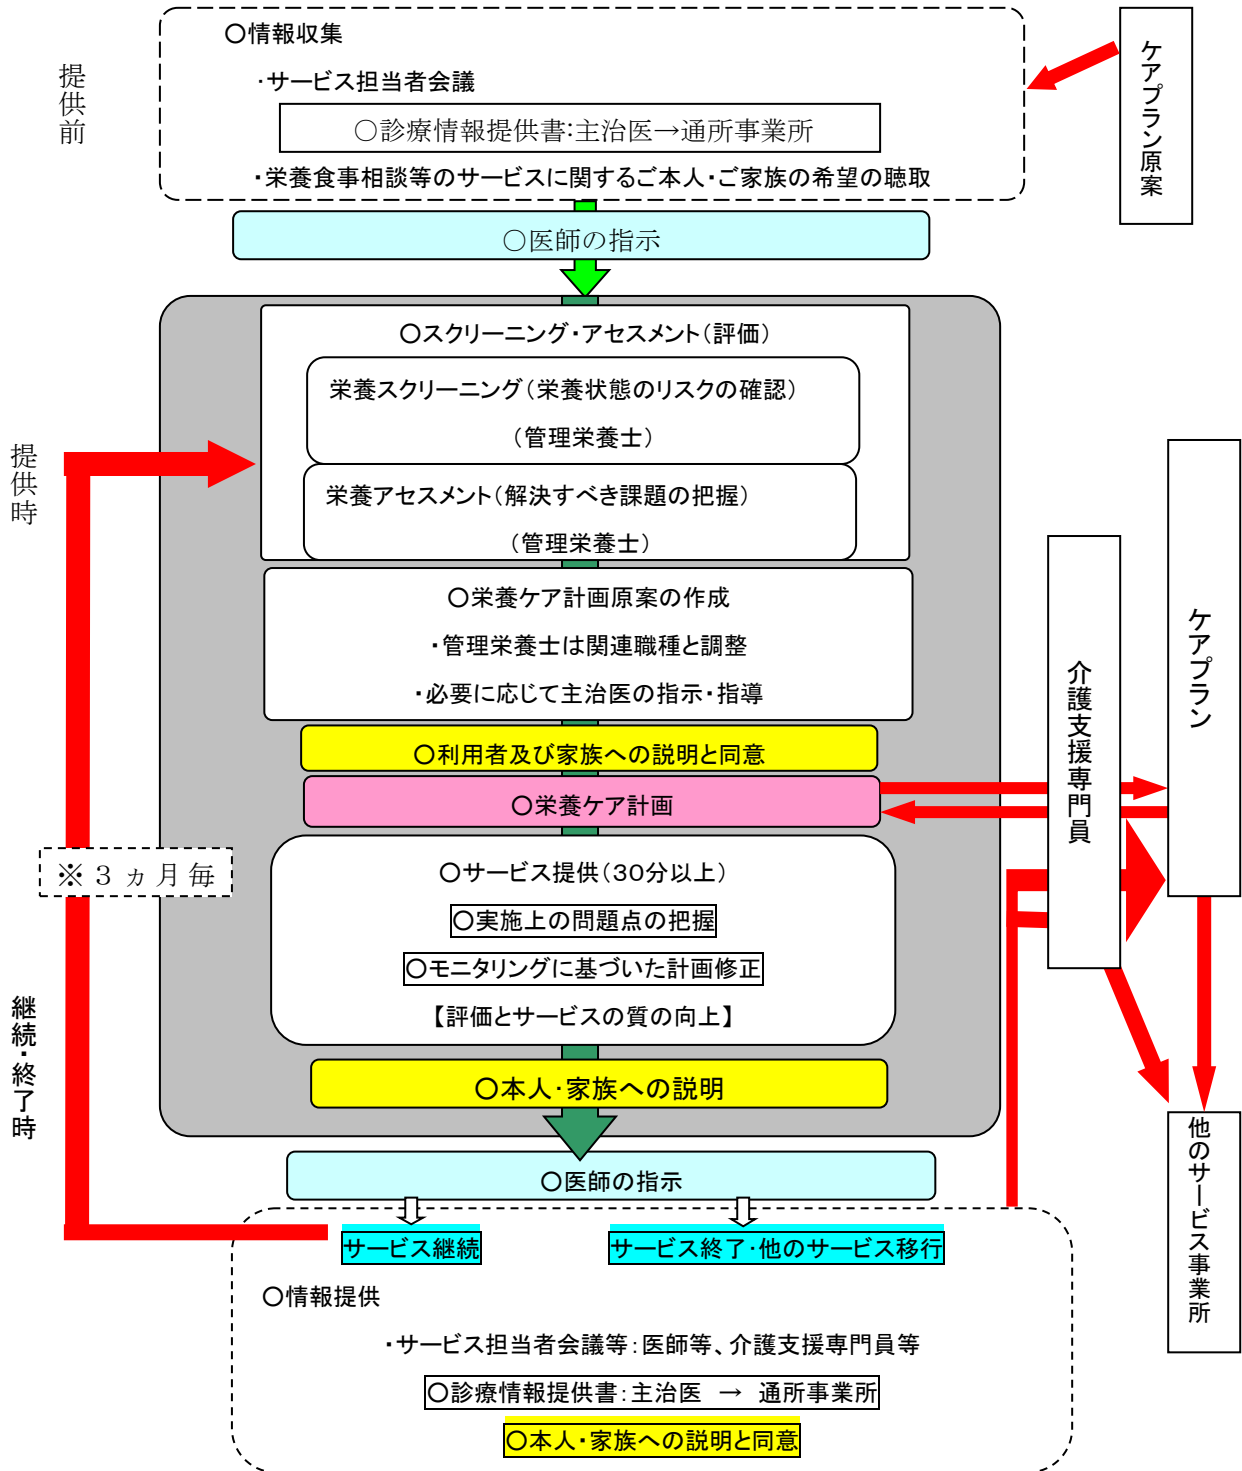 提供前
〇情報収集
・サービス担当者会議
〇診療情報提供書：主治医→通所事業所
・栄養食事相談等のサービスに関するご本人・ご家族の希望の聴取
ケアプラン原案
〇医師の指示
提供時
〇スクリーニング・アセスメント（評価）
栄養スクリーニング（栄養状態のリスクの確認）
（管理栄養士）
栄養アセスメント（解決すべき課題の把握）
（管理栄養士）
〇栄養ケア計画原案の作成
・管理栄養士は関連職種と調整
・必要に応じて主治医の指示・指導
〇利用者及び家族への説明と同意
〇栄養ケア計画
介護支援専門員
ケアプラン
※３ヵ月毎
〇サービス提供（３０分以上）
〇実施上の問題点の把握
〇モニタリングに基づいた計画修正
【評価とサービスの質の向上】
継続・終了時
〇本人・家族への説明
他のサービス事業所
〇医師の指示
サービス継続
サービス終了・他のサービス移行
〇情報提供
・サービス担当者会議等：医師等、介護支援専門員等
〇診療情報提供書：主治医　→　通所事業所
〇本人・家族への説明と同意